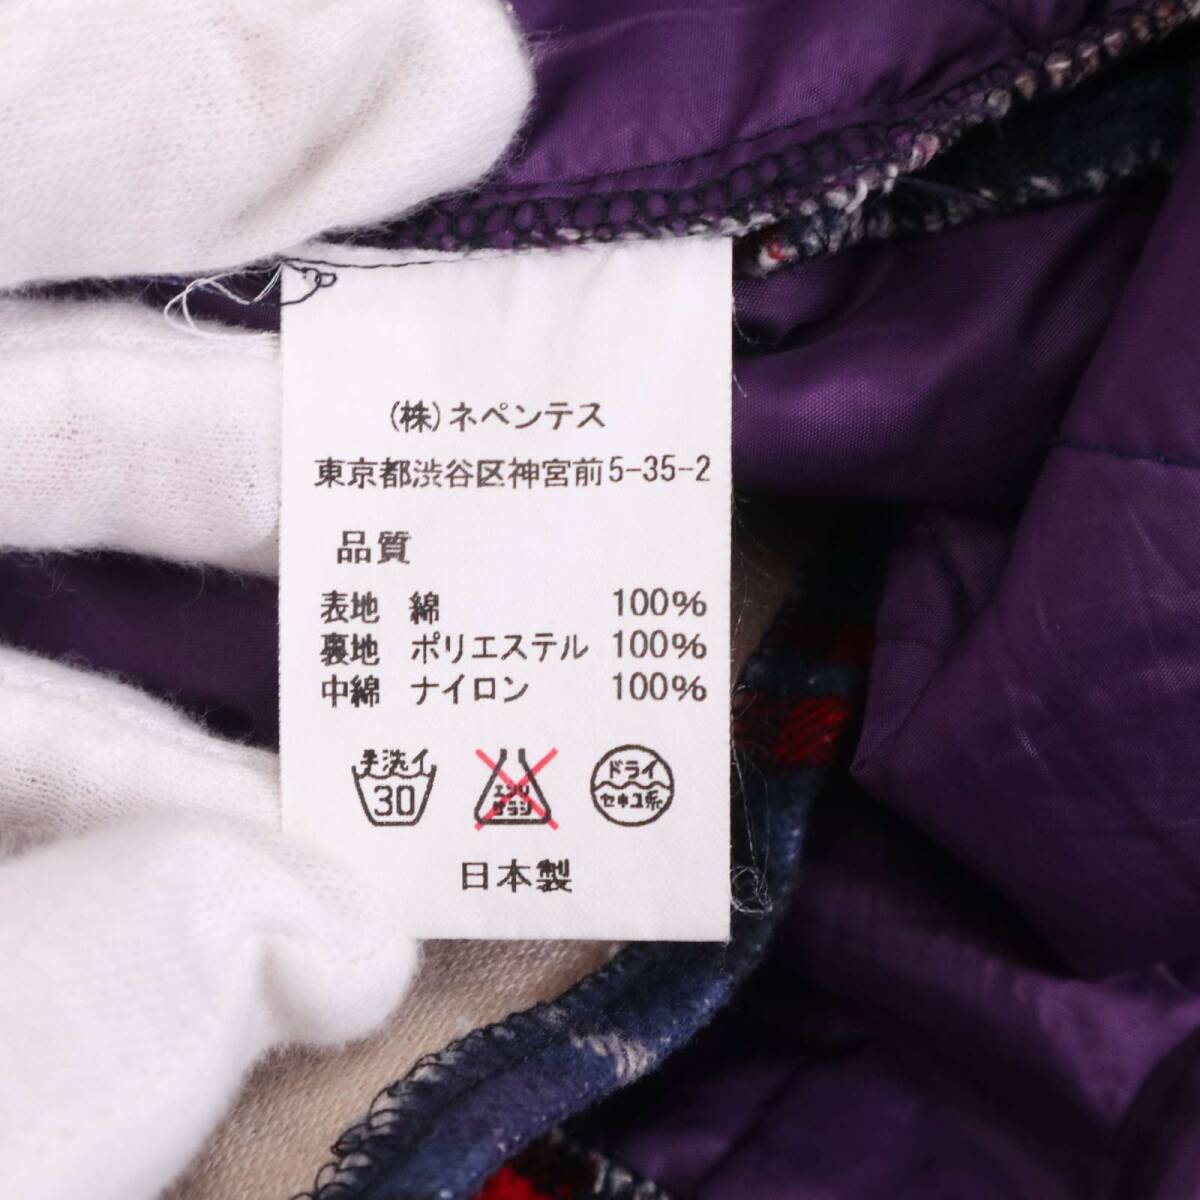 (株)ネペンテス
東京都渋谷区神宮前5-35-2
品質
表地 綿 100%
裏地 ポリエステル 100%
中綿 ナイロン 100%
手洗イ
30
エンソ
サラシ
ドライ
セキユ系
日本製